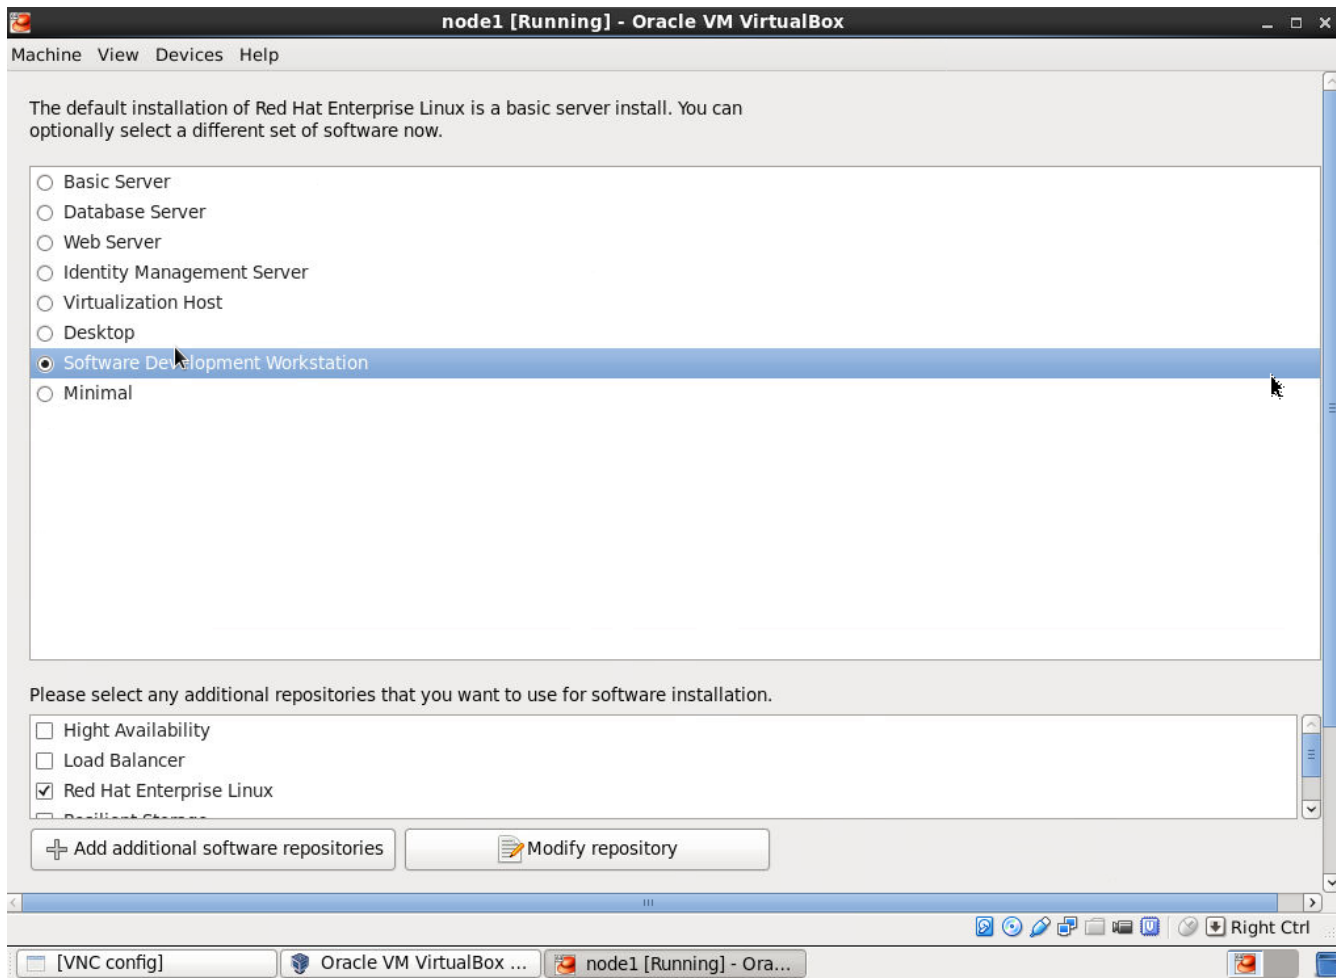 node1 [Running] - Oracle VM VirtualBox
Machine View Devices Help
The default installation of Red Hat Enterprise Linux is a basic server install. You can
optionally select a different set of software now.
Basic Server
Database Server
Web Server
Identity Management Server
Virtualization Host
Desktop
Software Development Workstation
Minimal
Please select any additional repositories that you want to use for software installation.
Hight Availability
Load Balancer
Red Hat Enterprise Linux
Resilient Storage
Add additional software repositories Modify repository
Right Ctrl
[VNC config] Oracle VM VirtualBox ... node1 [Running] - Ora...